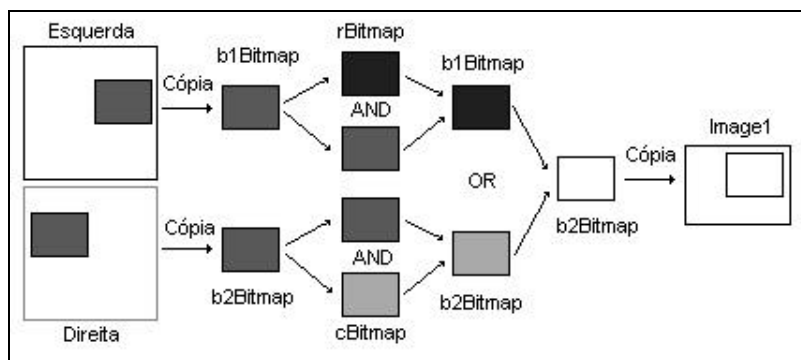 Esquerda
b1Bitmap
rBitmap
b1Bitmap
Cópia
AND
Image1
Cópia
OR
b2Bitmap
Cópia
AND
b2Bitmap
b2Bitmap
Direita
cBitmap